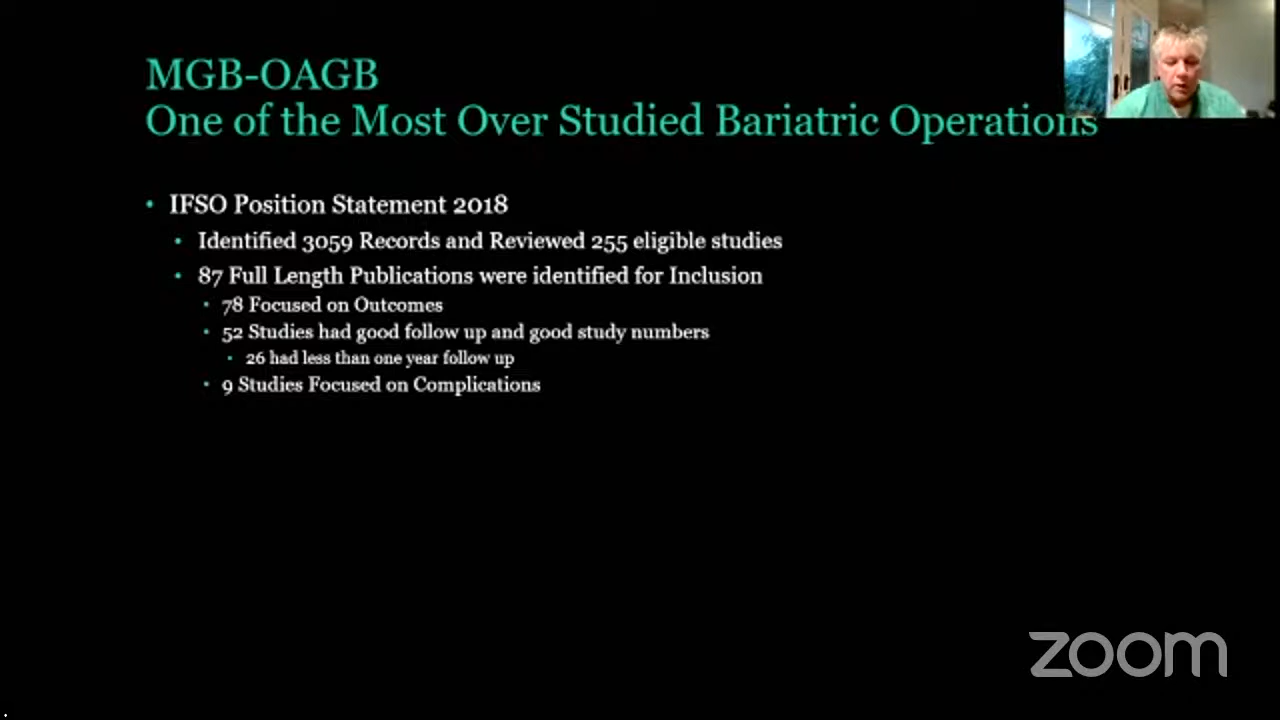 MGB-OAGB
One of the Most Over Studied Bariatric Operations
• IFSO Position Statement 2018
• Identified 3059 Records and Reviewed 255 eligible studies
• 87 Full Length Publications were identified for Inclusion
• 78 Focused on Outcomes
• 52 Studies had good follow up and good study numbers
• 26 had less than one year follow up
• 9 Studies Focused on Complications
zoom